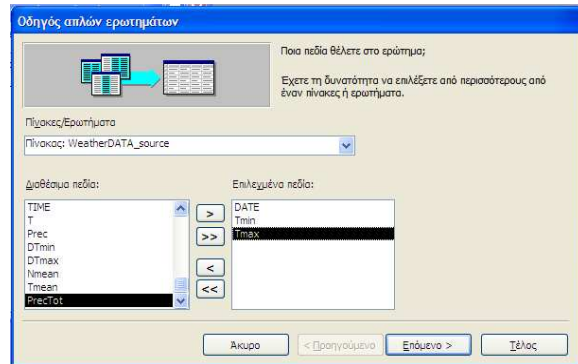 Οδηγός απλών ερωτημάτων
Ποια πεδία θέλετε στο ερώτημα;
Έχετε τη δυνατότητα να επιλέξετε από περισσότερους από
έναν πίνακες ή ερωτήματα.
Πίνακες/Ερωτήματα
Πίνακας: WeatherDATA_source
Διαθέσιμα πεδία:
Επιλεγμένα πεδία:
TIME
T
Prec
DTmin
DTmax
Nmean
Tmean
PrecTot
>
>>
<
<<
DATE
Tmin
Tmax
Άκυρο
< Προηγούμενο
Επόμενο >
Τέλος